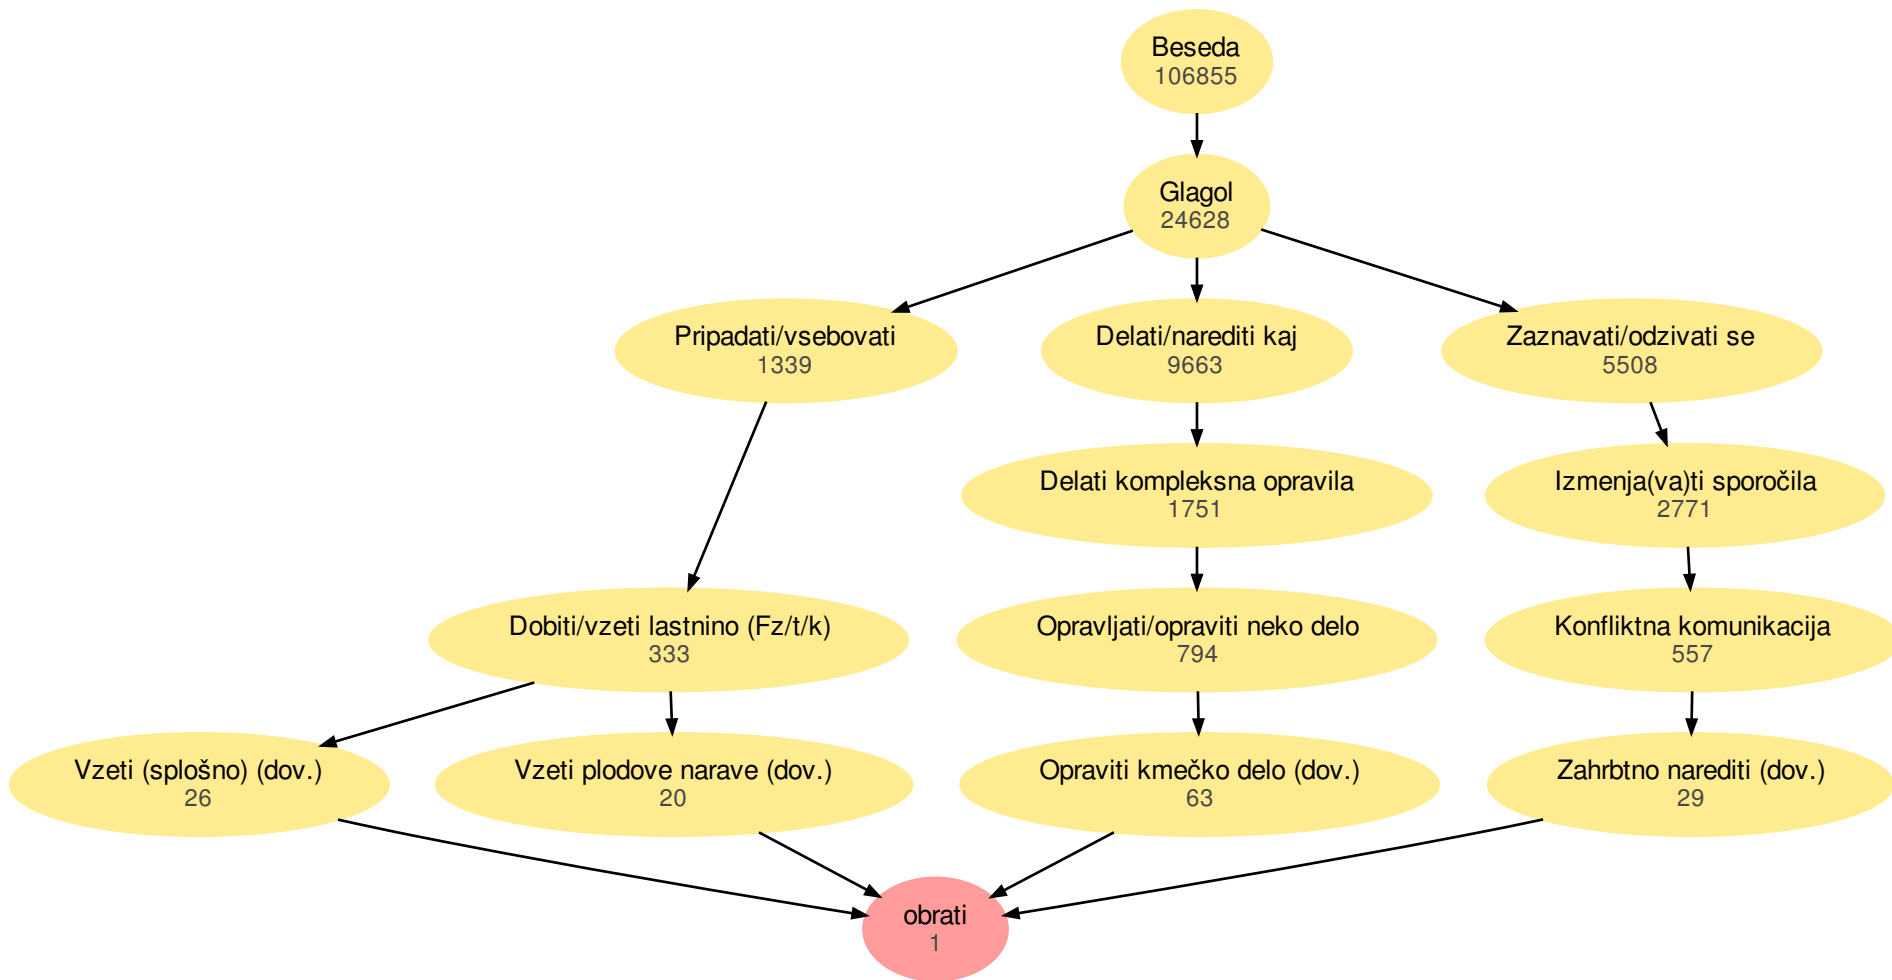 Beseda
106855
Glagol
24628
Pripadati/vsebovati
1339
Delati/narediti kaj
9663
Zaznavati/odzivati se
5508
Delati kompleksna opravila
1751
Izmenja(va)ti sporočila
2771
Dobiti/vzeti lastnino (Fz/t/k)
333
Opravljati/opraviti neko delo
794
Konfliktna komunikacija
557
Vzeti (splošno) (dov.)
26
Vzeti plodove narave (dov.)
20
Opraviti kmečko delo (dov.)
63
Zahrbtno narediti (dov.)
29
obrati
1